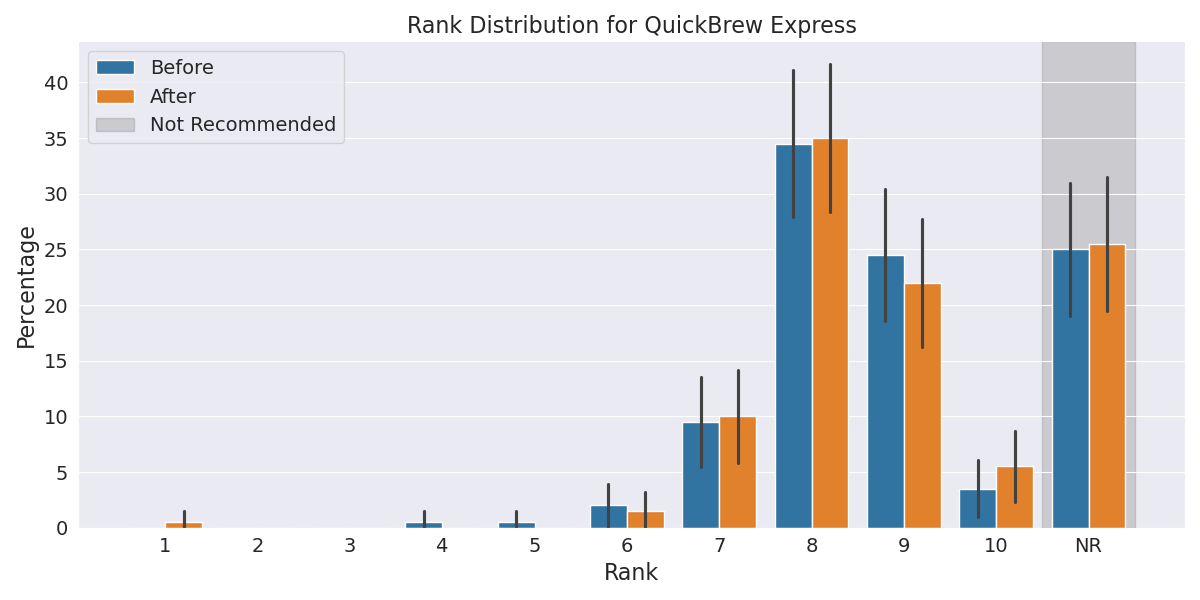 Rank Distribution for QuickBrew Express
Before
After
Not Recommended
Percentage
40
35
30
25
20
15
10
5
0
1 2 3 4 5 6 7 8 9 10 NR
Rank